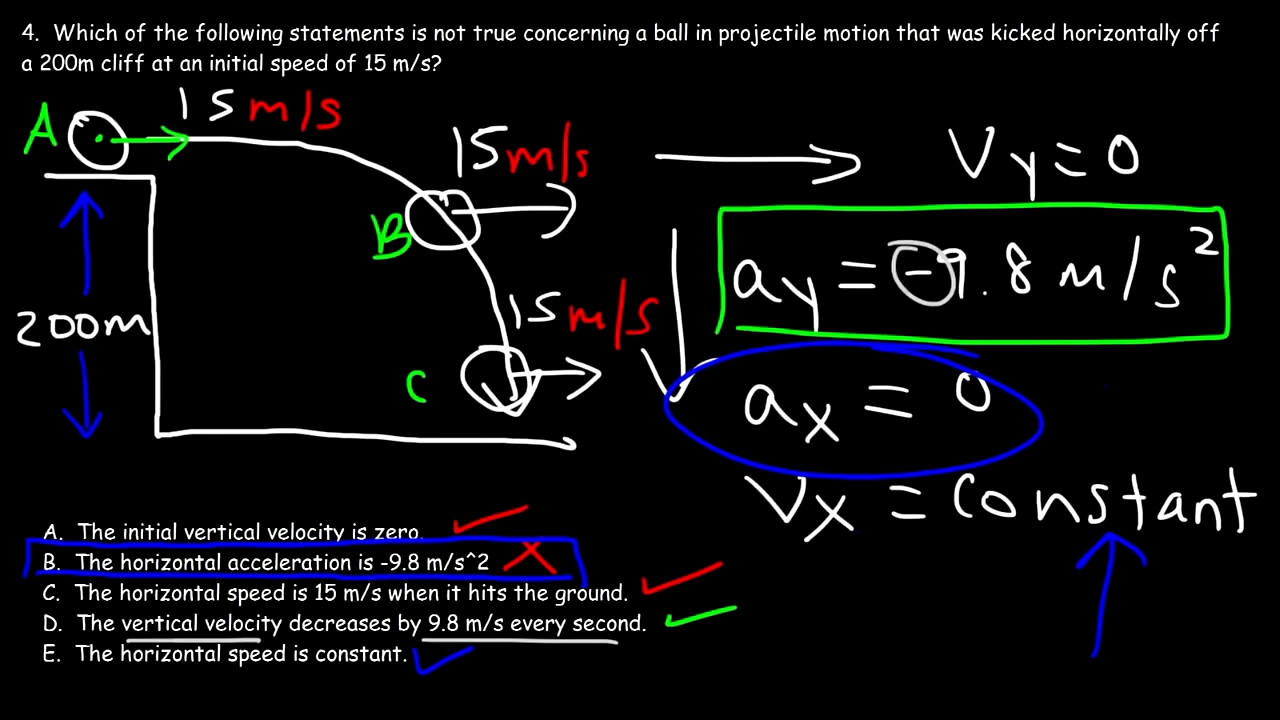 4. Which of the following statements is not true concerning a ball in projectile motion that was kicked horizontally off
a 200m cliff at an initial speed of 15 m/s?
A
15 m/s
15 m/s
B
15 m/s
C
200m
Vy = 0
ay = -9.8 m/s²
ax = 0
Vx = constant
A. The initial vertical velocity is zero.
B. The horizontal acceleration is -9.8 m/s^2
C. The horizontal speed is 15 m/s when it hits the ground.
D. The vertical velocity decreases by 9.8 m/s every second.
E. The horizontal speed is constant.